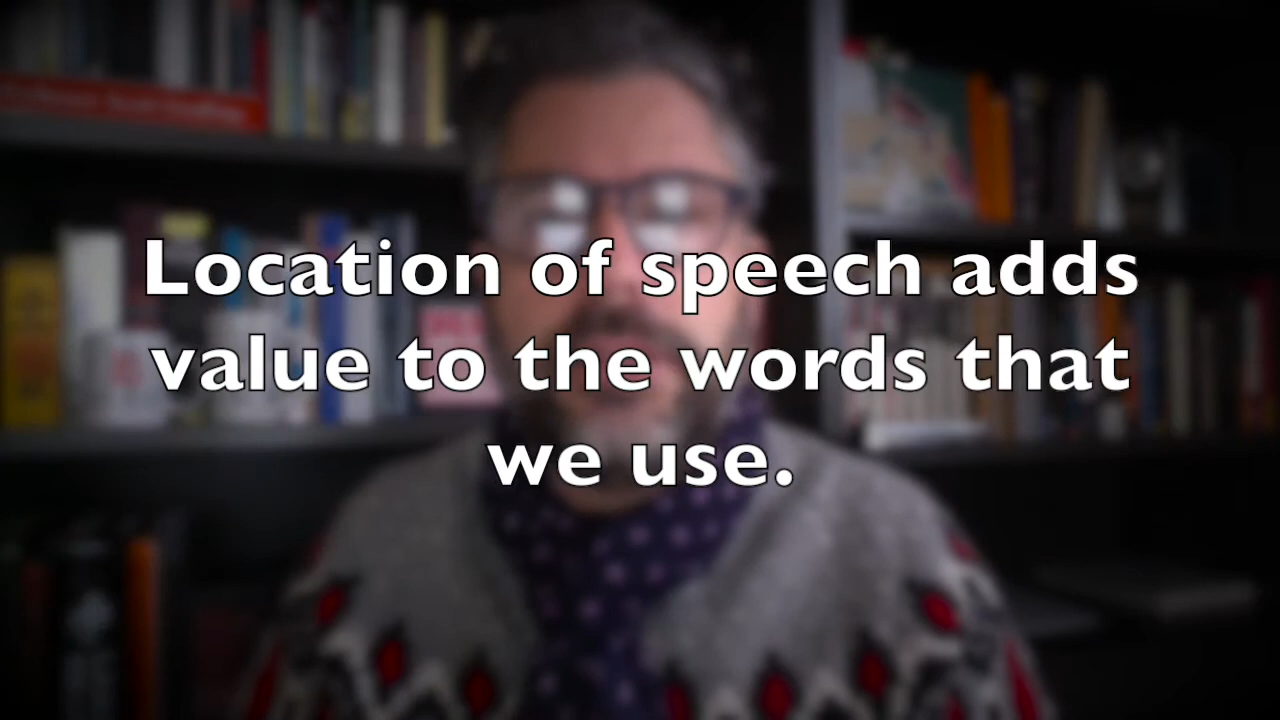 Location of speech adds
value to the words that
we use.